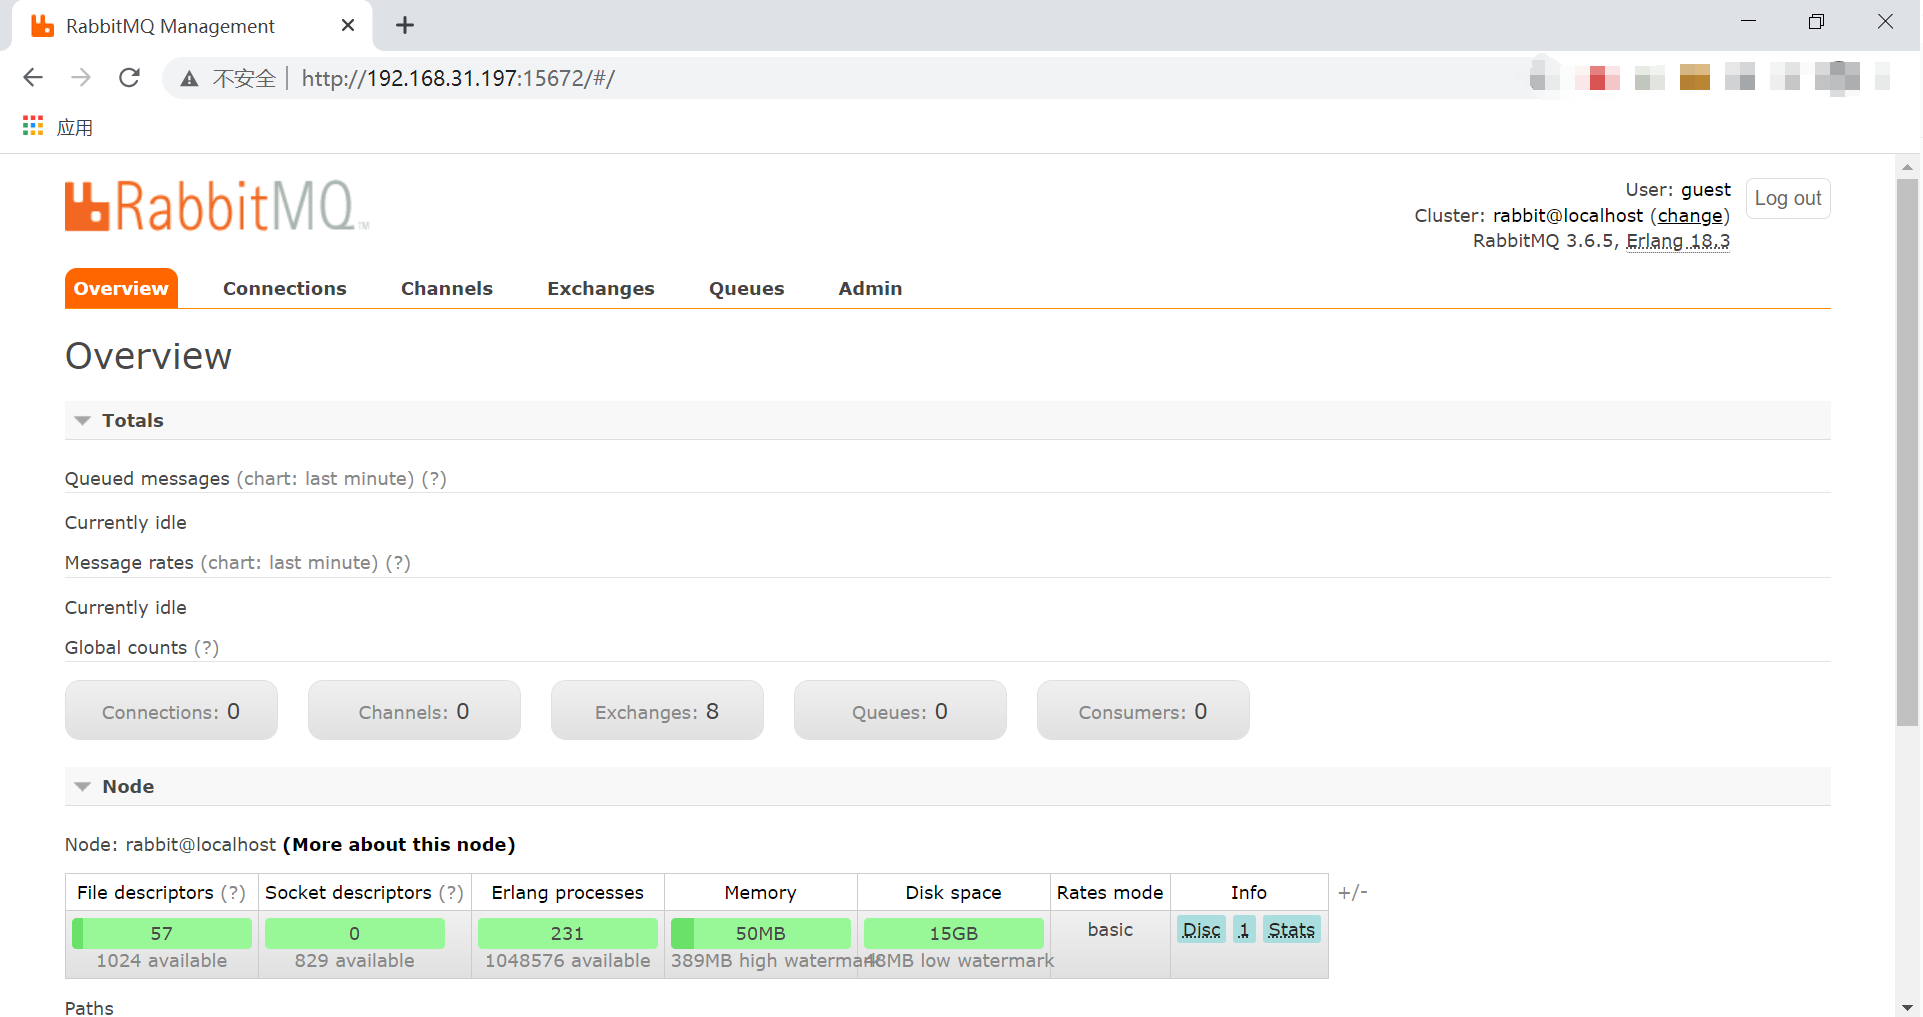 RabbitMQ Management
不安全 | http://192.168.31.197:15672/#/
应用
RabbitMQ™
User: guest
Log out
Cluster: rabbit@localhost (change)
RabbitMQ 3.6.5, Erlang 18.3
Overview Connections Channels Exchanges Queues Admin
Overview
Totals
Queued messages (chart: last minute) (?)
Currently idle
Message rates (chart: last minute) (?)
Currently idle
Global counts (?)
Connections: 0 Channels: 0 Exchanges: 8 Queues: 0 Consumers: 0
Node
Node: rabbit@localhost (More about this node)
File descriptors (?) Socket descriptors (?) Erlang processes Memory Disk space Rates mode Info +/-
57 0 231 50MB 15GB basic Disc 1 Stats
1024 available 829 available 1048576 available 389MB high watermark 48MB low watermark
Paths